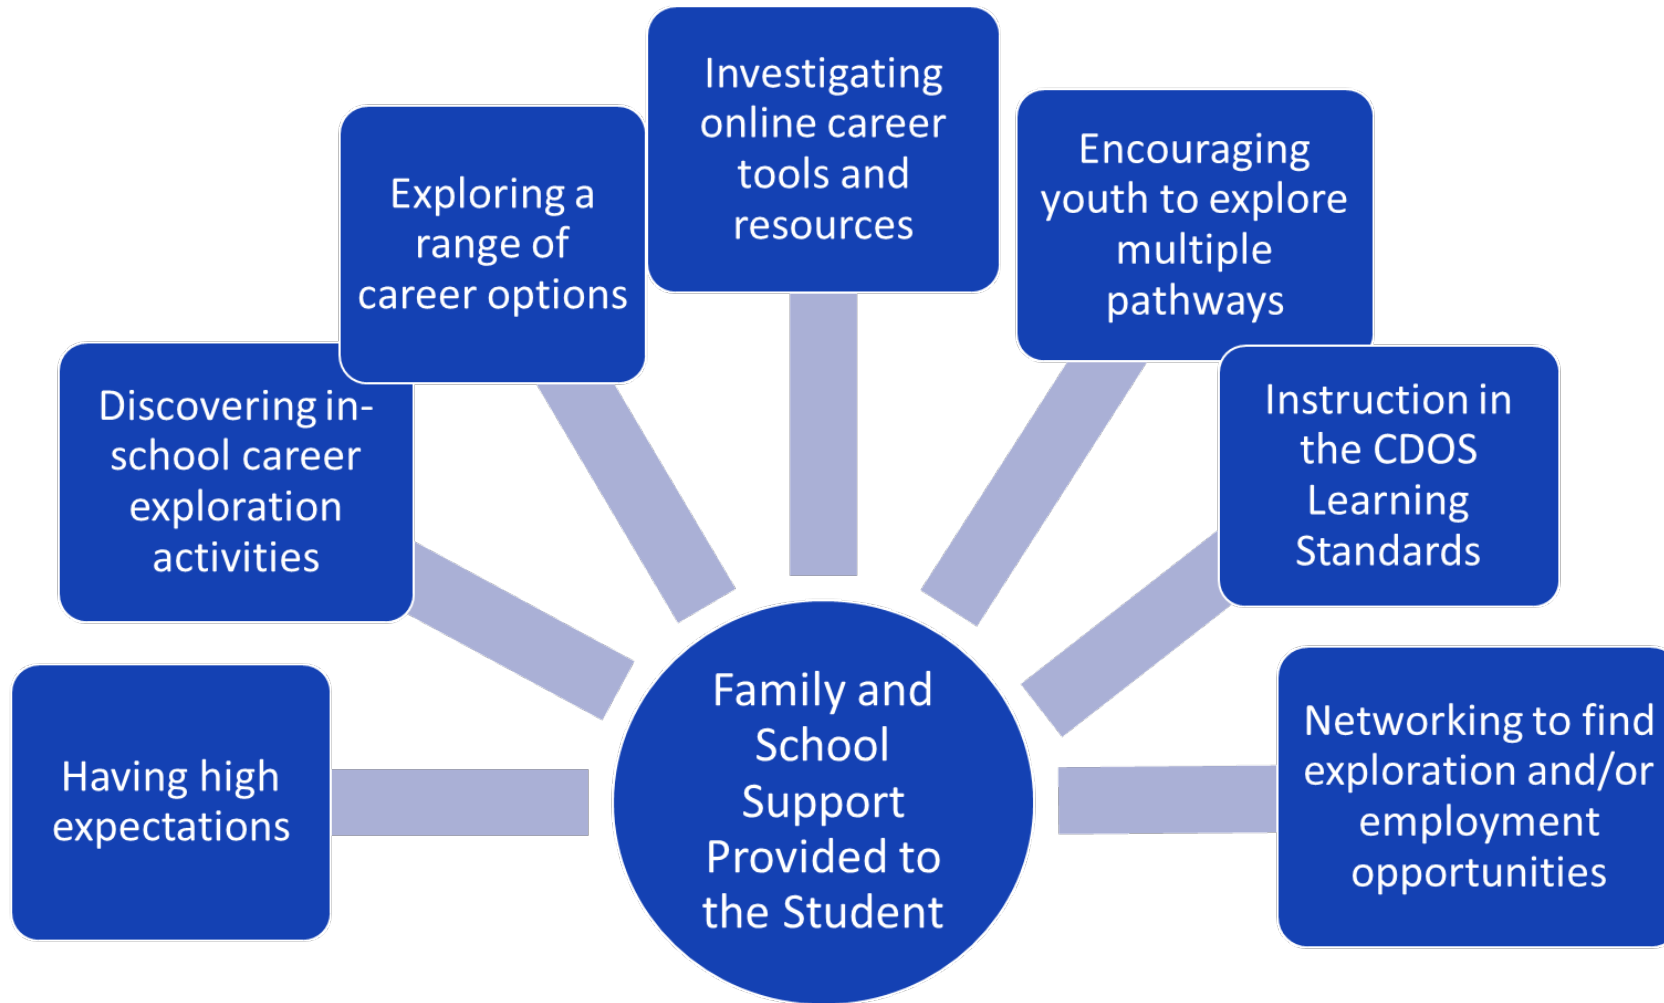 Investigating
online career
tools and
resources
Exploring a
range of
career options
Encouraging
youth to explore
multiple
pathways
Discovering in-
school career
exploration
activities
Instruction in
the CDOS
Learning
Standards
Having high
expectations
Family and
School
Support
Provided to
the Student
Networking to find
exploration and/or
employment
opportunities